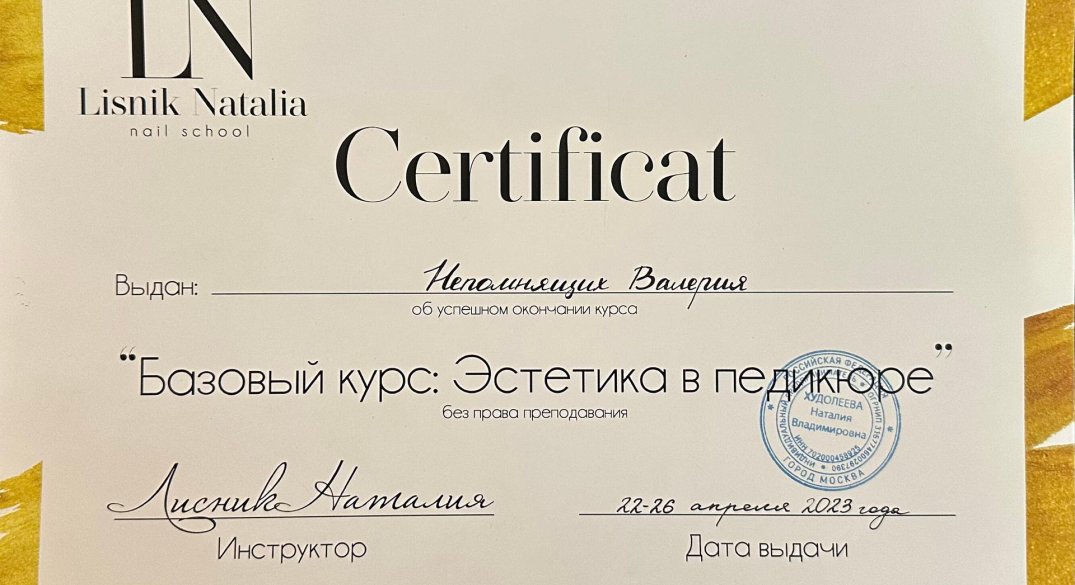 LN
Lisnik Natalia
nail school
Certificat
Выдан: Непомнящих Валерия
об успешном окончании курса
“Базовый курс: Эстетика в педикюре”
без права преподавания
ХУДОЛЕЕВА
Наталия
Владимировна
ГОРОД МОСКВА
Лисник Наталия
22-26 апреля 2023 года
Инструктор
Дата выдачи